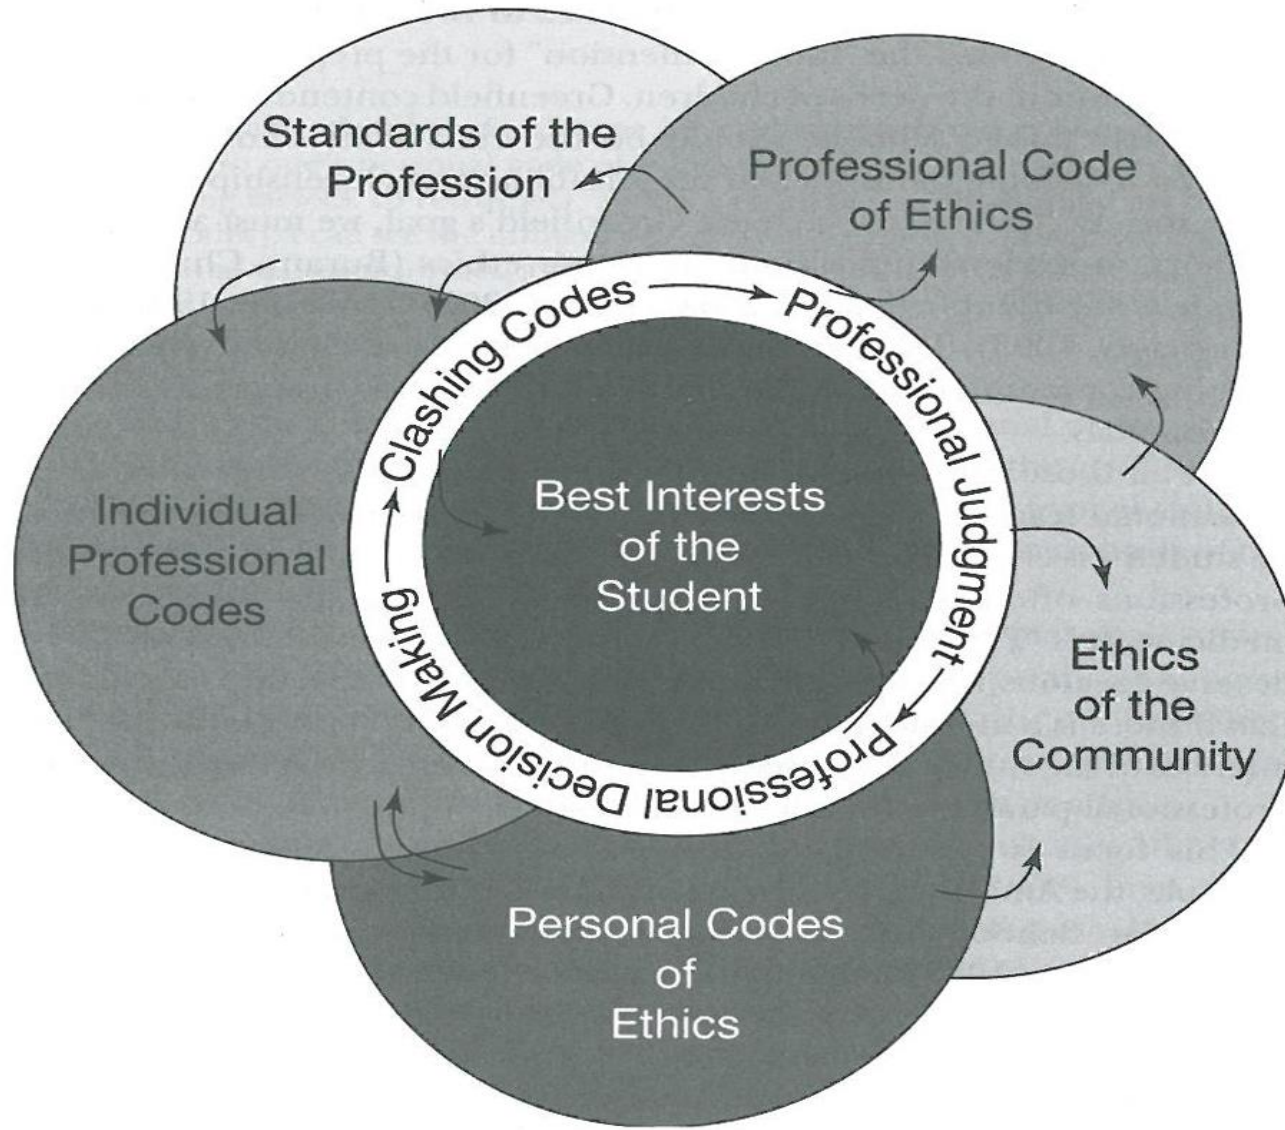 Standards of the
Profession
Professional Code
of Ethics
Clashing Codes
Professional Judgment
Professional Decision Making
Individual
Professional
Codes
Best Interests
of the
Student
Ethics
of the
Community
Personal Codes
of
Ethics